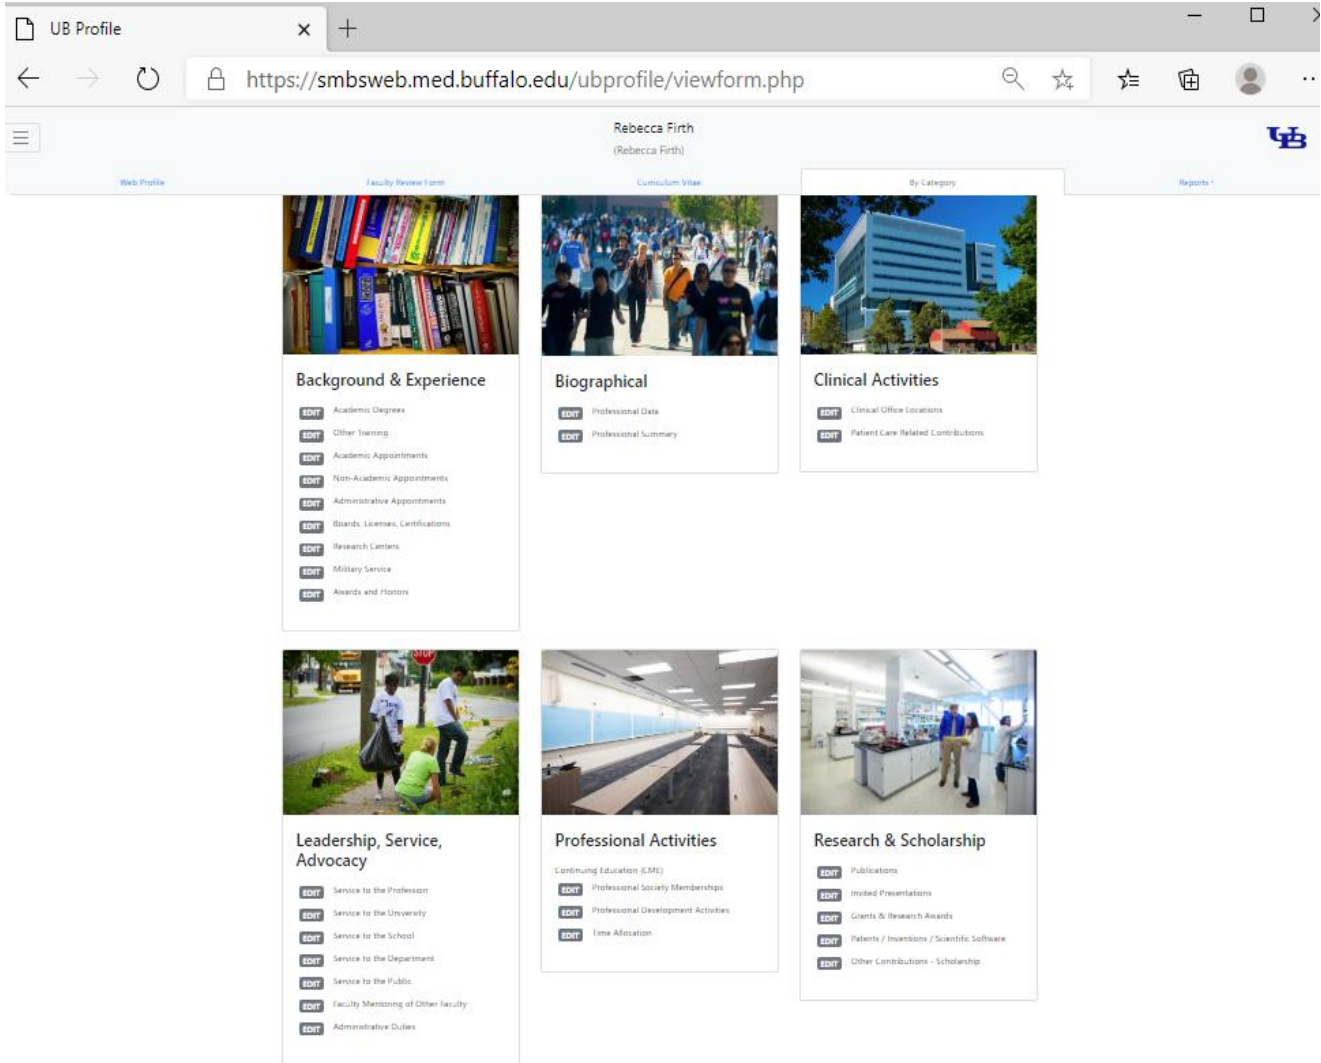 UB Profile
https://smbsweb.med.buffalo.edu/ubprofile/viewform.php
Rebecca Firth
(Rebecca Firth)
UB
Web Profile
Faculty Review Form
Curriculum Vitae
By Category
Reports
Background & Experience
EDIT Academic Degrees
EDIT Other Training
EDIT Academic Appointments
EDIT Non-Academic Appointments
EDIT Administrative Appointments
EDIT Boards, Licenses, Certifications
EDIT Research Centers
EDIT Military Service
EDIT Awards and Honors
Biographical
EDIT Professional Data
EDIT Professional Summary
Clinical Activities
EDIT Clinical Office Locations
EDIT Patient Care Related Contributions
STOP
Leadership, Service,
Advocacy
EDIT Service to the Profession
EDIT Service to the University
EDIT Service to the School
EDIT Service to the Department
EDIT Service to the Public
EDIT Faculty Mentoring of Other Faculty
EDIT Administrative Duties
Professional Activities
Continuing Education (CME)
EDIT Professional Society Memberships
EDIT Professional Development Activities
EDIT Time Allocation
Research & Scholarship
EDIT Publications
EDIT Invited Presentations
EDIT Grants & Research Awards
EDIT Patents / Inventions / Scientific Software
EDIT Other Contributions - Scholarship